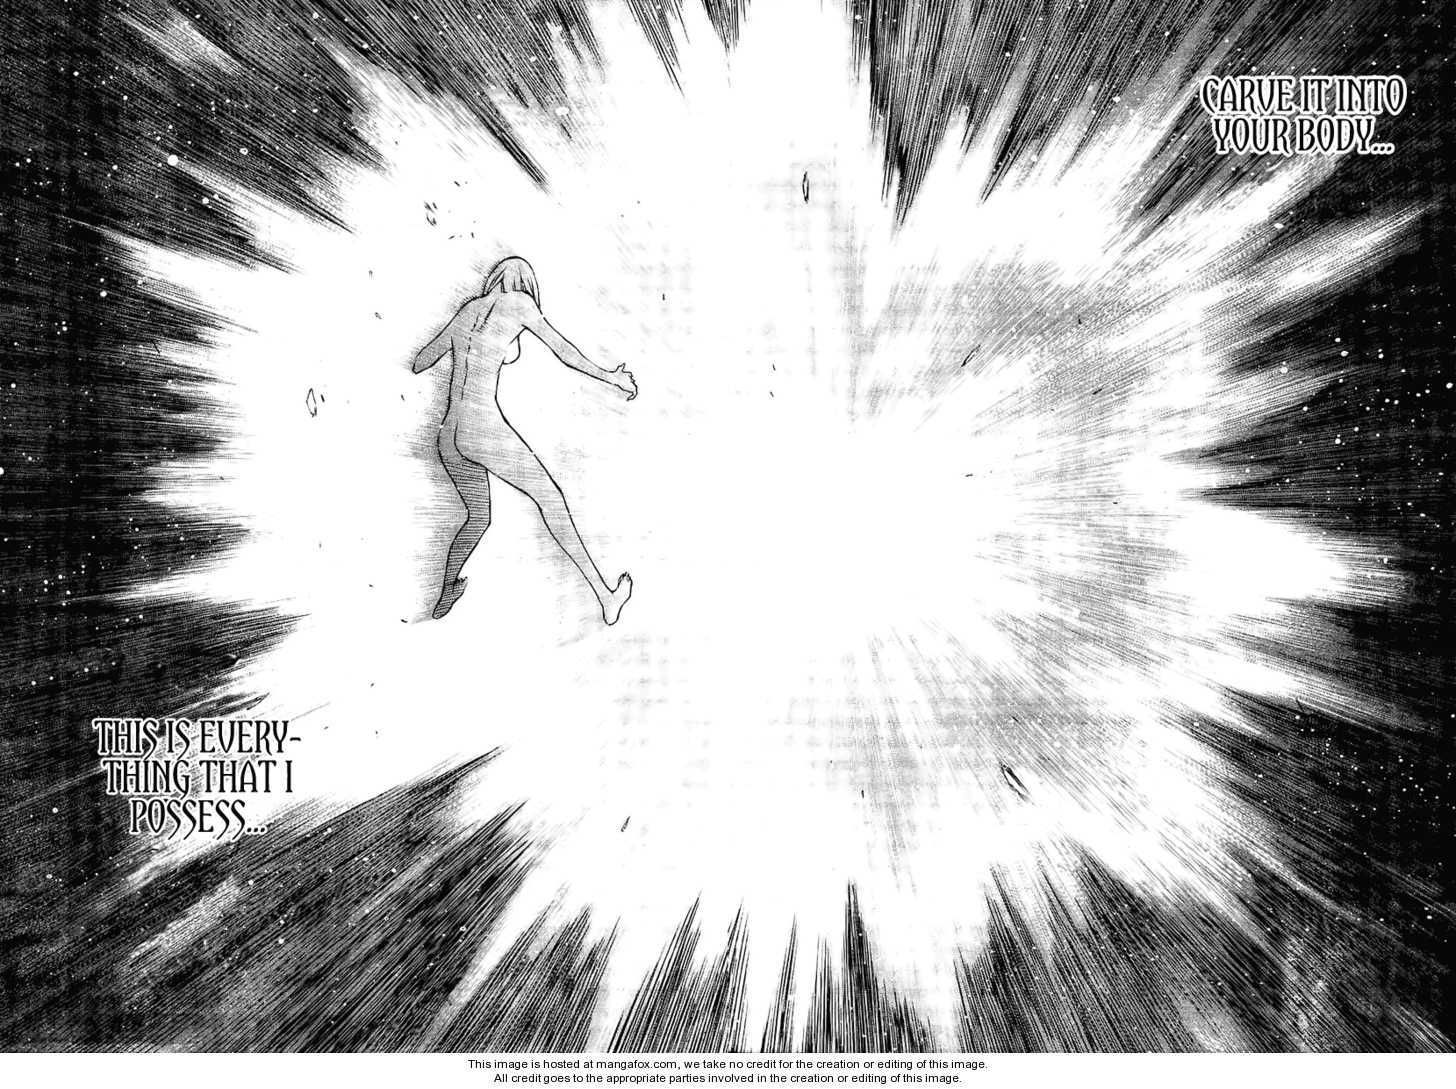 CARVE IT INTO
YOUR BODY...
THIS IS EVERY-
THING THAT I
POSSESS...
This image is hosted at mangafox.com, we take no credit for the creation or editing of this image.
All credit goes to the appropriate parties involved in the creation or editing of this image.